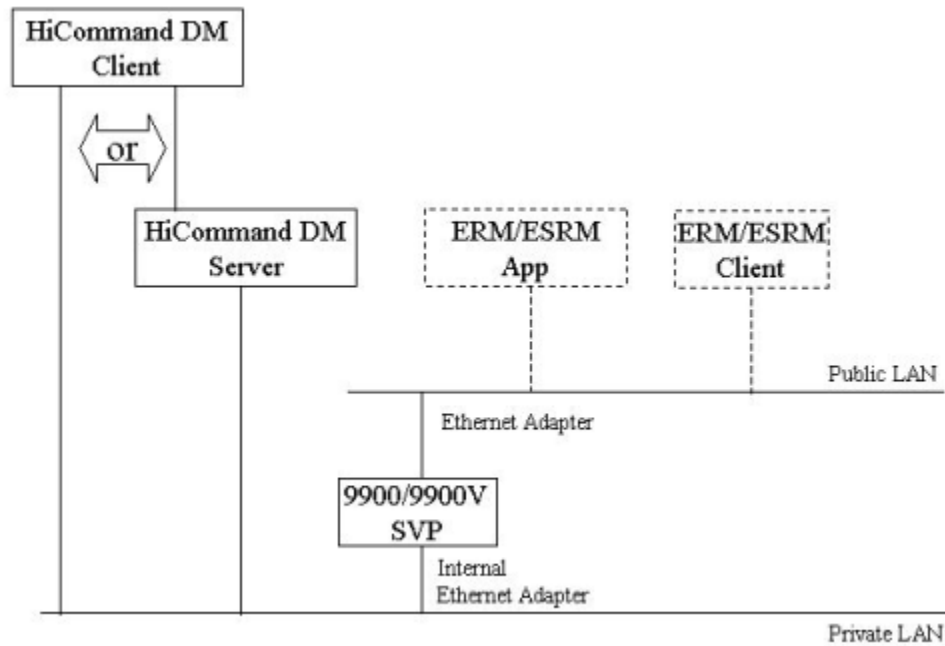 HiCommand DM
Client
or
HiCommand DM
Server
ERM/ESRM
App
ERM/ESRM
Client
Public LAN
Ethernet Adapter
9900/9900V
SVP
Internal
Ethernet Adapter
Private LAN